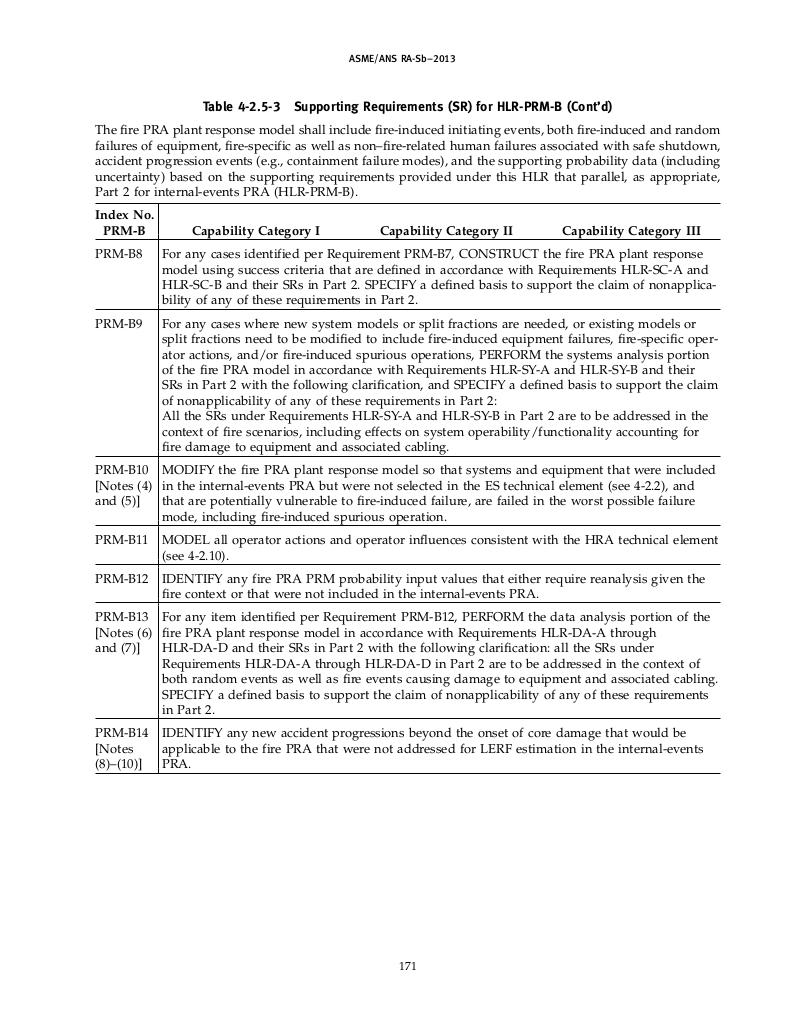 ASME/ANS RA-Sb–2013
Table 4-2.5-3 Supporting Requirements (SR) for HLR-PRM-B (Cont'd)
The fire PRA plant response model shall include fire-induced initiating events, both fire-induced and random
failures of equipment, fire-specific as well as non–fire-related human failures associated with safe shutdown,
accident progression events (e.g., containment failure modes), and the supporting probability data (including
uncertainty) based on the supporting requirements provided under this HLR that parallel, as appropriate,
Part 2 for internal-events PRA (HLR-PRM-B).
Index No.
PRM-B Capability Category I Capability Category II Capability Category III
PRM-B8 For any cases identified per Requirement PRM-B7, CONSTRUCT the fire PRA plant response
model using success criteria that are defined in accordance with Requirements HLR-SC-A and
HLR-SC-B and their SRs in Part 2. SPECIFY a defined basis to support the claim of nonapplica-
bility of any of these requirements in Part 2.
PRM-B9 For any cases where new system models or split fractions are needed, or existing models or
split fractions need to be modified to include fire-induced equipment failures, fire-specific oper-
ator actions, and/or fire-induced spurious operations, PERFORM the systems analysis portion
of the fire PRA model in accordance with Requirements HLR-SY-A and HLR-SY-B and their
SRs in Part 2 with the following clarification, and SPECIFY a defined basis to support the claim
of nonapplicability of any of these requirements in Part 2:
All the SRs under Requirements HLR-SY-A and HLR-SY-B in Part 2 are to be addressed in the
context of fire scenarios, including effects on system operability/functionality accounting for
fire damage to equipment and associated cabling.
PRM-B10 MODIFY the fire PRA plant response model so that systems and equipment that were included
[Notes (4) in the internal-events PRA but were not selected in the ES technical element (see 4-2.2), and
and (5)] that are potentially vulnerable to fire-induced failure, are failed in the worst possible failure
mode, including fire-induced spurious operation.
PRM-B11 MODEL all operator actions and operator influences consistent with the HRA technical element
(see 4-2.10).
PRM-B12 IDENTIFY any fire PRA PRM probability input values that either require reanalysis given the
fire context or that were not included in the internal-events PRA.
PRM-B13 For any item identified per Requirement PRM-B12, PERFORM the data analysis portion of the
[Notes (6) fire PRA plant response model in accordance with Requirements HLR-DA-A through
and (7)] HLR-DA-D and their SRs in Part 2 with the following clarification: all the SRs under
Requirements HLR-DA-A through HLR-DA-D in Part 2 are to be addressed in the context of
both random events as well as fire events causing damage to equipment and associated cabling.
SPECIFY a defined basis to support the claim of nonapplicability of any of these requirements
in Part 2.
PRM-B14 IDENTIFY any new accident progressions beyond the onset of core damage that would be
[Notes applicable to the fire PRA that were not addressed for LERF estimation in the internal-events
(8)–(10)] PRA.
171